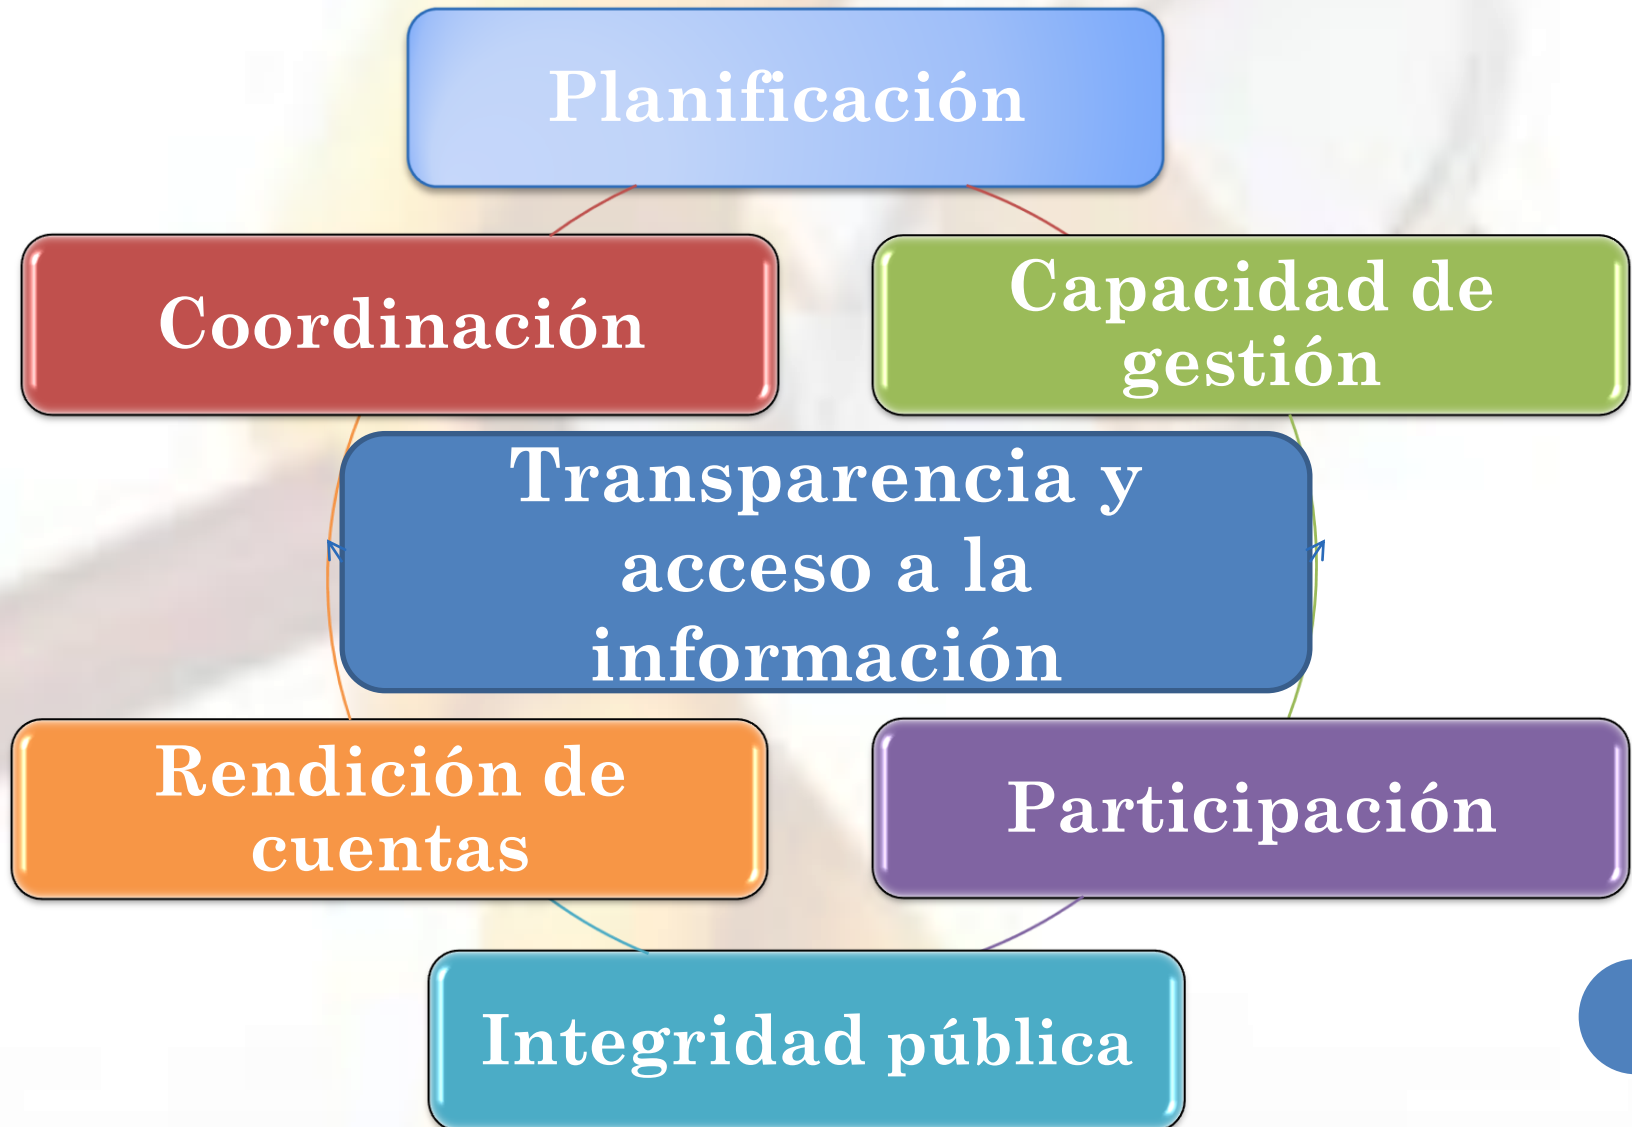 Planificación
Coordinación
Capacidad de
gestión
Transparencia y
acceso a la
información
Rendición de
cuentas
Participación
Integridad pública